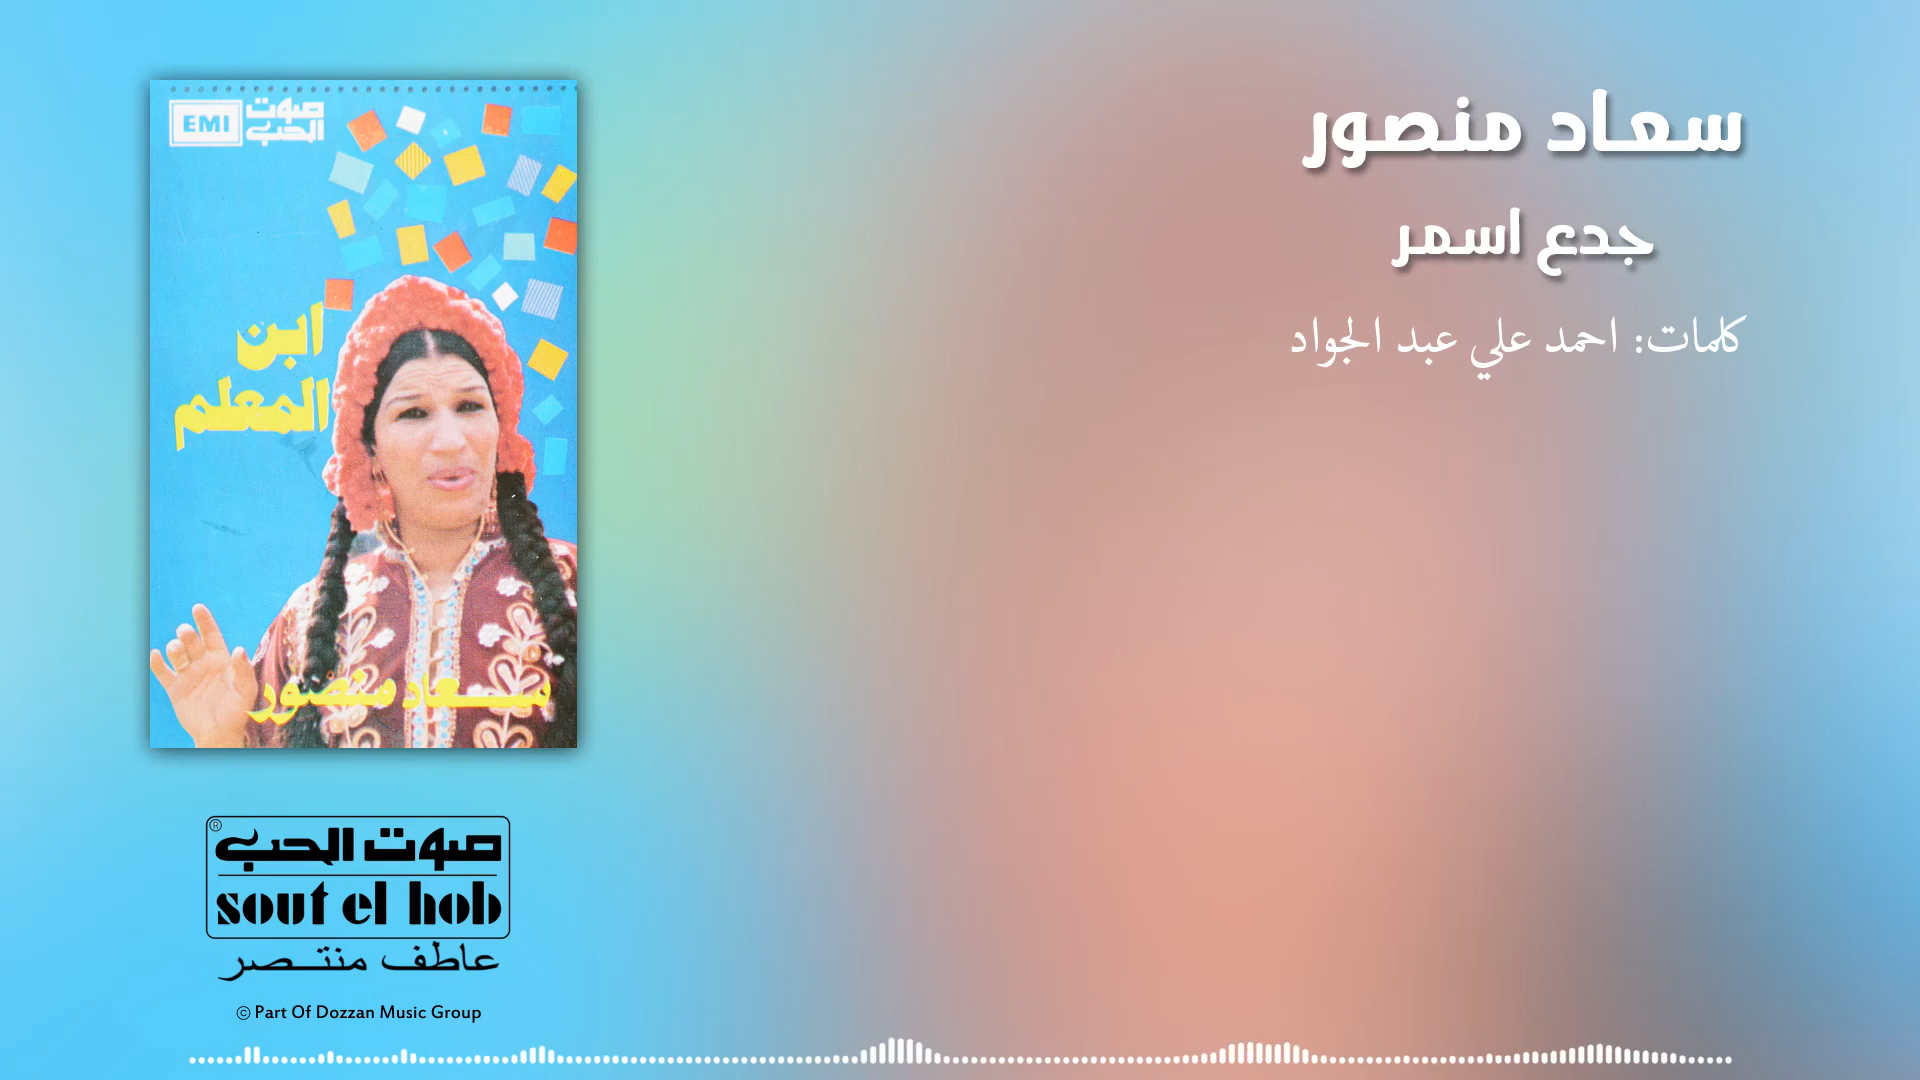 سعاد منصور
جدع اسمر
كلمات: احمد علي عبد الجواد
EMI
صوت
الحب
ابن
المعلم
سعاد منصور
®
صوت الحب
sout el hob
عاطف منتصر
© Part Of Dozzan Music Group